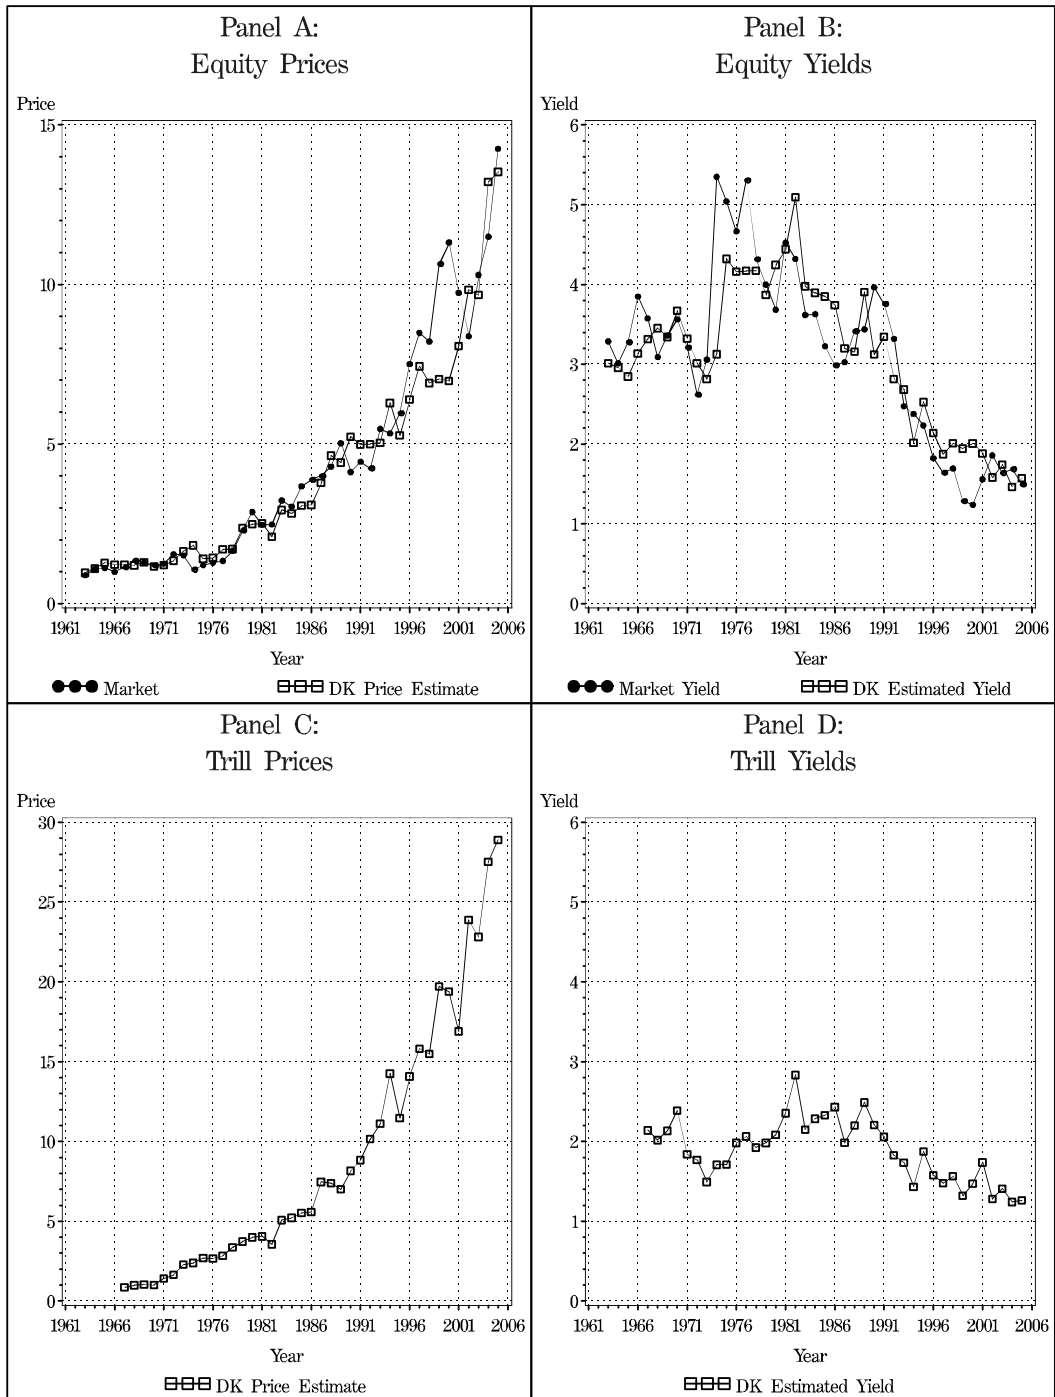 Panel A:
Equity Prices
Price
15
10
5
0
1961 1966 1971 1976 1981 1986 1991 1996 2001 2006
Year
Market DK Price Estimate
Panel B:
Equity Yields
Yield
6
5
4
3
2
1
0
1961 1966 1971 1976 1981 1986 1991 1996 2001 2006
Year
Market Yield DK Estimated Yield
Panel C:
Trill Prices
Price
30
25
20
15
10
5
0
1961 1966 1971 1976 1981 1986 1991 1996 2001 2006
Year
DK Price Estimate
Panel D:
Trill Yields
Yield
6
5
4
3
2
1
0
1961 1966 1971 1976 1981 1986 1991 1996 2001 2006
Year
DK Estimated Yield